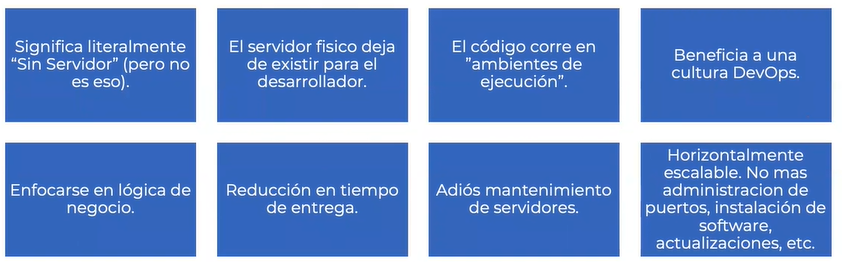 Significa literalmente
“Sin Servidor” (pero no
es eso).
El servidor fisico deja
de existir para el
desarrollador.
El código corre en
”ambientes de
ejecución”.
Beneficia a una
cultura DevOps.
Enfocarse en lógica de
negocio.
Reducción en tiempo
de entrega.
Adiós mantenimiento
de servidores.
Horizontalmente
escalable. No mas
administracion de
puertos, instalación de
software,
actualizaciones, etc.